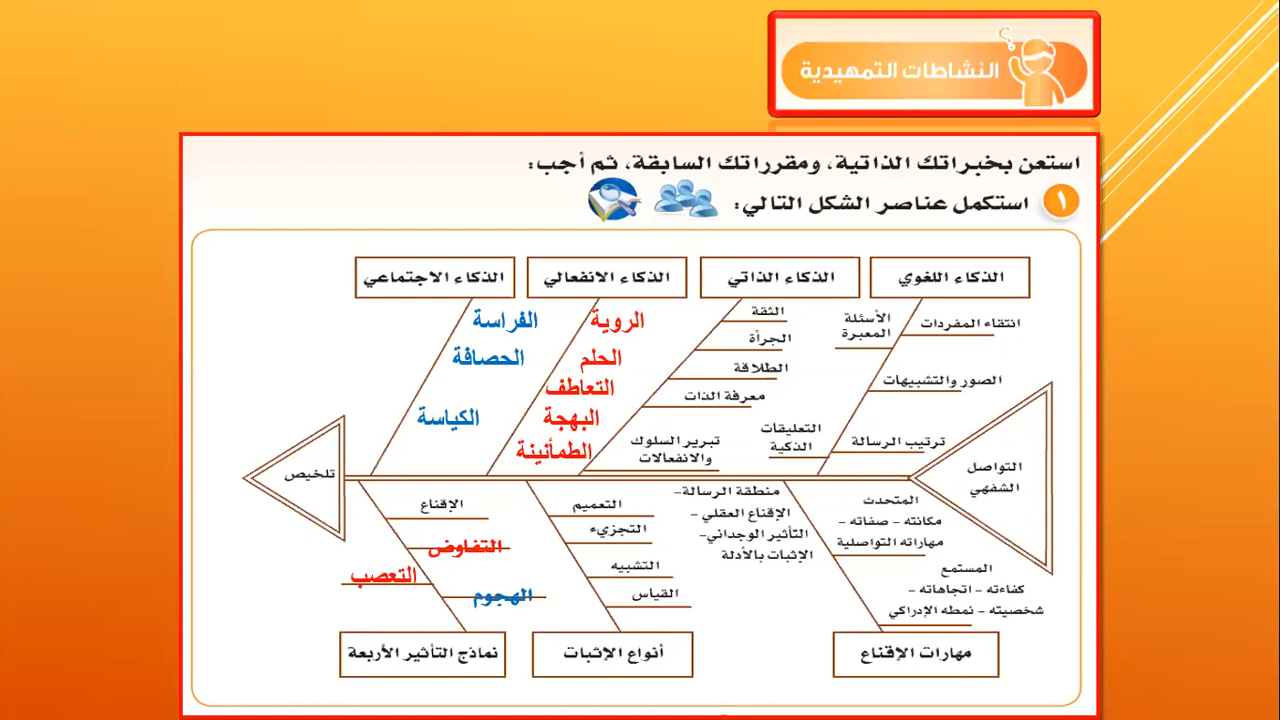 النشاطات التمهيدية
استعن بخبراتك الذاتية، ومقرراتك السابقة، ثم أجب:
١ استكمل عناصر الشكل التالي:
الذكاء اللغوي
انتقاء المفردات
الأسئلة
المعبرة
الصور والتشبيهات
ترتيب الرسالة
التعليقات
الذكية
الذكاء الذاتي
الثقة
الجرأة
الطلاقة
معرفة الذات
تبرير السلوك
والانفعالات
الذكاء الانفعالي
الروية
الحلم
التعاطف
البهجة
الطمأنينة
الذكاء الاجتماعي
الفراسة
الحصافة
الكياسة
التواصل
الشفهي
تلخيص
المتحدث
مكانته - صفاته -
مهاراته التواصلية
المستمع
كفاءته - اتجاهاته -
شخصيته - نمطه الإدراكي
منطقة الرسالة-
الإقناع العقلي -
التأثير الوجداني-
الإثبات بالأدلة
مهارات الإقناع
التعميم
التجزيء
التشبيه
القياس
أنواع الإثبات
الإقناع
التفاوض
التعصب
الهجوم
نماذج التأثير الأربعة